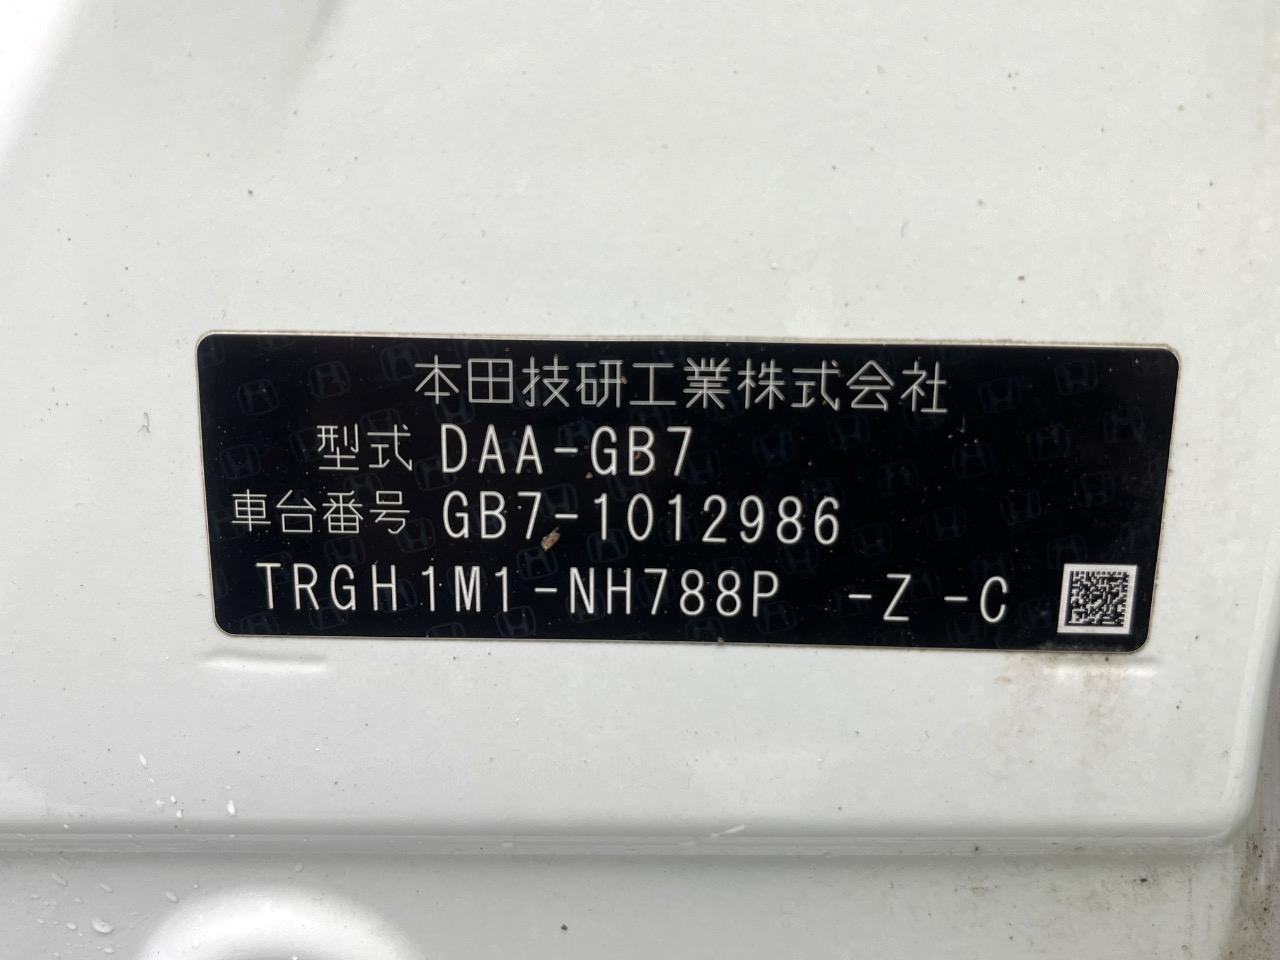 本田技研工業株式会社
型式 DAA-GB7
車台番号 GB7-1012986
TRGH1M1-NH788P -Z -C